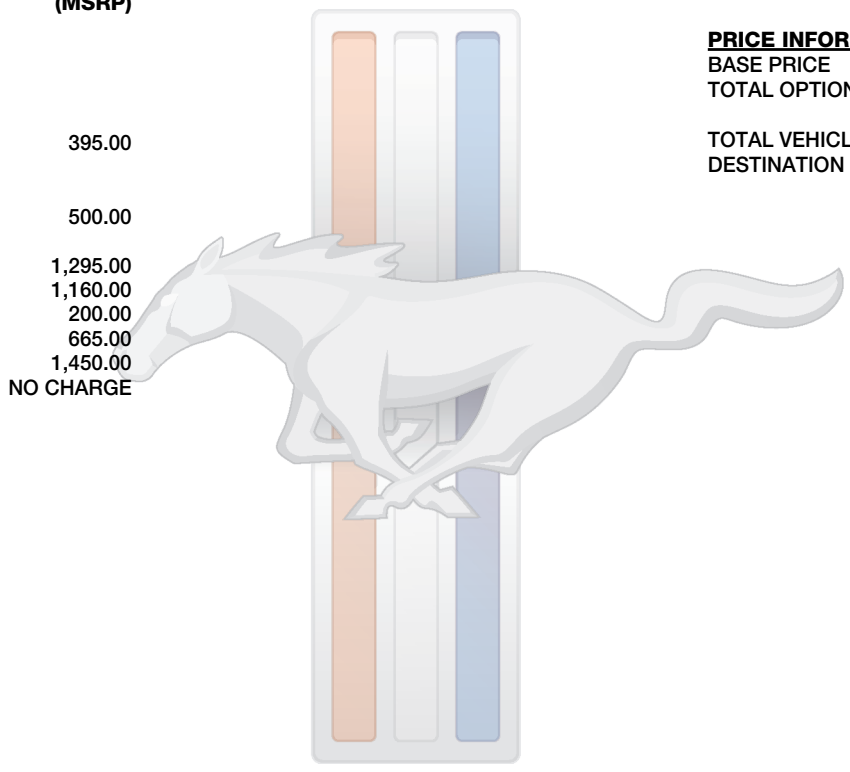 (MSRP)
395.00
500.00
1,295.00
1,160.00
200.00
665.00
1,450.00
NO CHARGE
PRICE INFOR
BASE PRICE
TOTAL OPTION
TOTAL VEHICL
DESTINATION